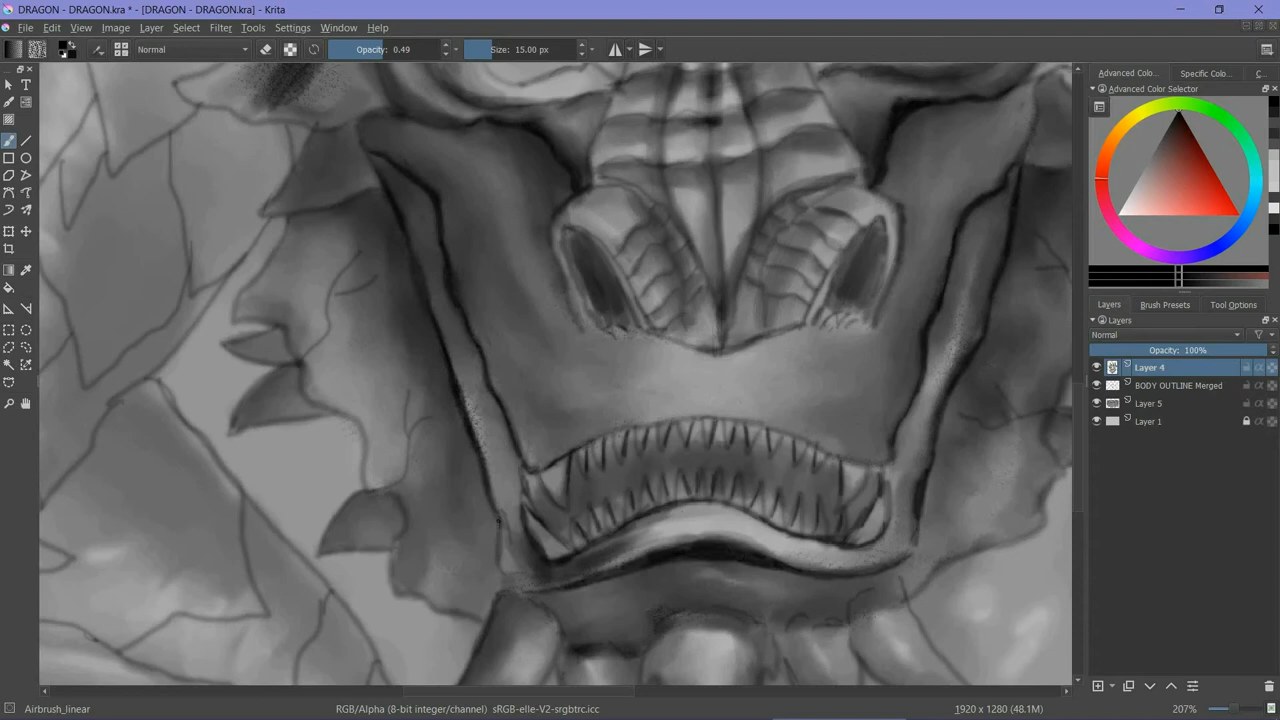 DRAGON - DRAGON.kra * - [DRAGON - DRAGON.kra] - Krita
File Edit View Image Layer Select Filter Tools Settings Window Help
Normal Opacity: 0.49 Size: 15.00 px
Advanced Colo... Specific Colo... C...
Advanced Color Selector
Layers Brush Presets Tool Options
Layers
Normal
Opacity: 100%
Layer 4
BODY OUTLINE Merged
Layer 5
Layer 1
Airbrush_linear RGB/Alpha (8-bit integer/channel) sRGB-elle-V2-srgbtrc.icc 1920 x 1280 (48.1M) 207%